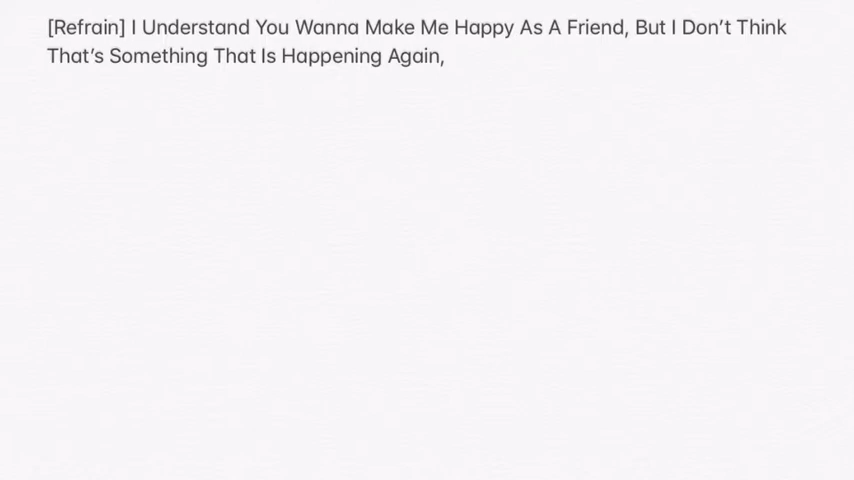 [Refrain] I Understand You Wanna Make Me Happy As A Friend, But I Don’t Think
That’s Something That Is Happening Again,